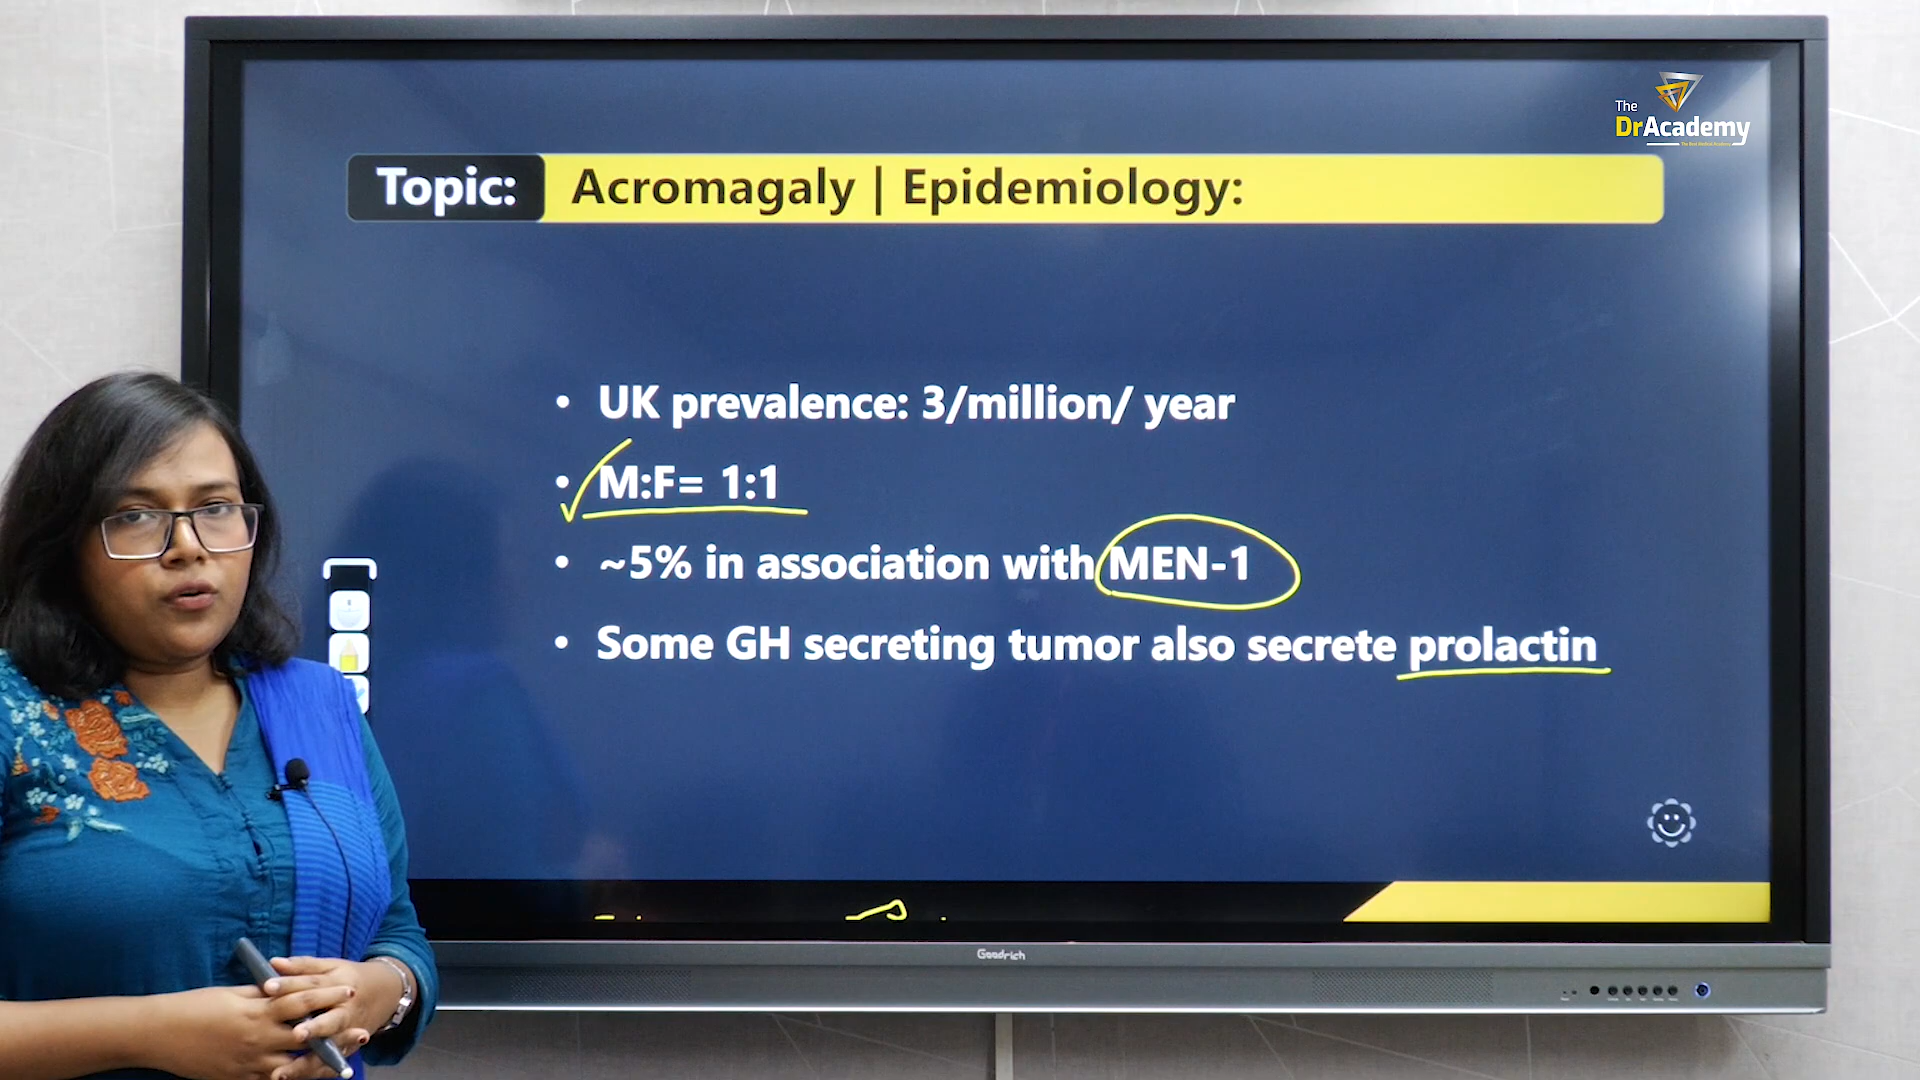 The
DrAcademy
Topic: Acromagaly | Epidemiology:
• UK prevalence: 3/million/ year
• M:F= 1:1
• ~5% in association with MEN-1
• Some GH secreting tumor also secrete prolactin
Goodrich